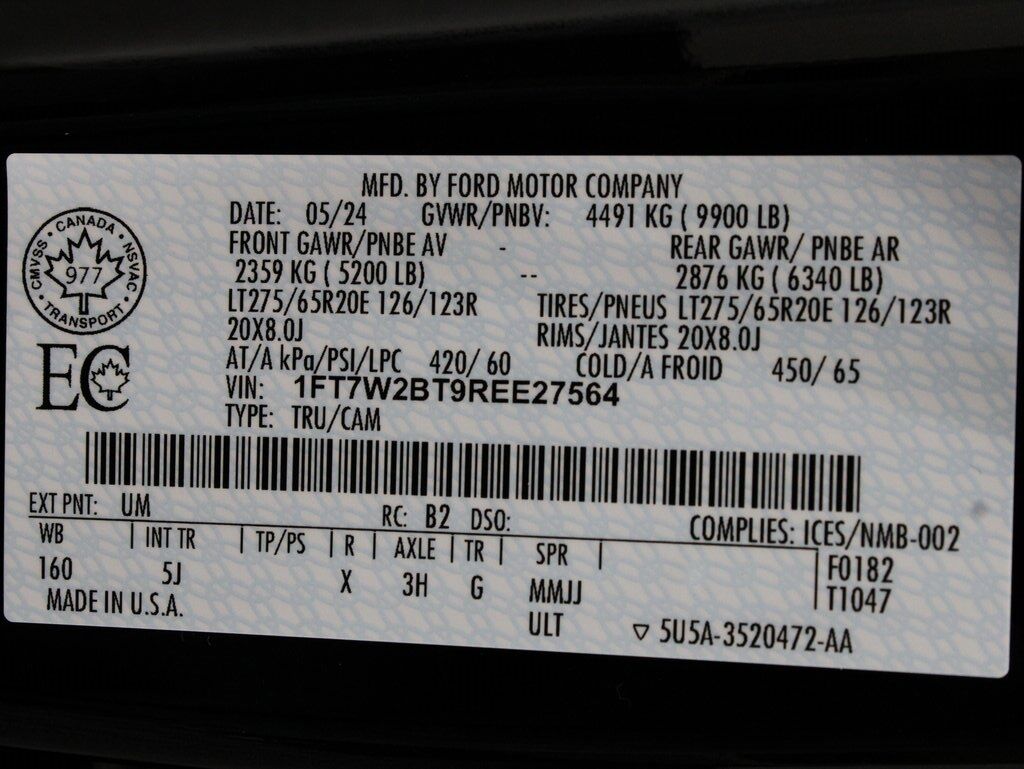 MFD. BY FORD MOTOR COMPANY
DATE: 05/24 GVWR/PNBV: 4491 KG ( 9900 LB)
FRONT GAWR/PNBE AV - REAR GAWR/ PNBE AR
2359 KG ( 5200 LB) -- 2876 KG ( 6340 LB)
LT275/65R20E 126/123R TIRES/PNEUS LT275/65R20E 126/123R
20X8.0J RIMS/JANTES 20X8.0J
AT/A kPa/PSI/LPC 420/ 60 COLD/A FROID 450/ 65
VIN: 1FT7W2BT9REE27564
TYPE: TRU/CAM
CANADA
CMVSS 977 NSVAC
TRANSPORT
EC
EXT PNT: UM RC: B2 DSO: COMPLIES: ICES/NMB-002
WB | INT TR | TP/PS | R | AXLE | TR | SPR | F0182
160 5J X 3H G MMJJ T1047
MADE IN U.S.A. ULT ▽ 5U5A-3520472-AA